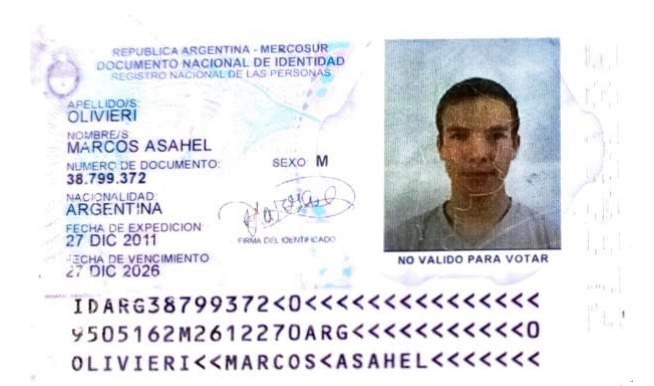 REPUBLICA ARGENTINA - MERCOSUR
DOCUMENTO NACIONAL DE IDENTIDAD
REGISTRO NACIONAL DE LAS PERSONAS
APELLIDO/S:
OLIVIERI
NOMBRE/S
MARCOS ASAHEL
NUMERO DE DOCUMENTO: SEXO M
38.799.372
NACIONALIDAD
ARGENTINA
FECHA DE EXPEDICION
27 DIC 2011
FIRMA DEL IDENTIFICADO
FECHA DE VENCIMIENTO
27 DIC 2026
NO VALIDO PARA VOTAR
IDARG38799372<0<<<<<<<<<<<<<<<
9505162M2612270ARG<<<<<<<<<<<0
OLIVIERI<<MARCOS<ASAHEL<<<<<<<